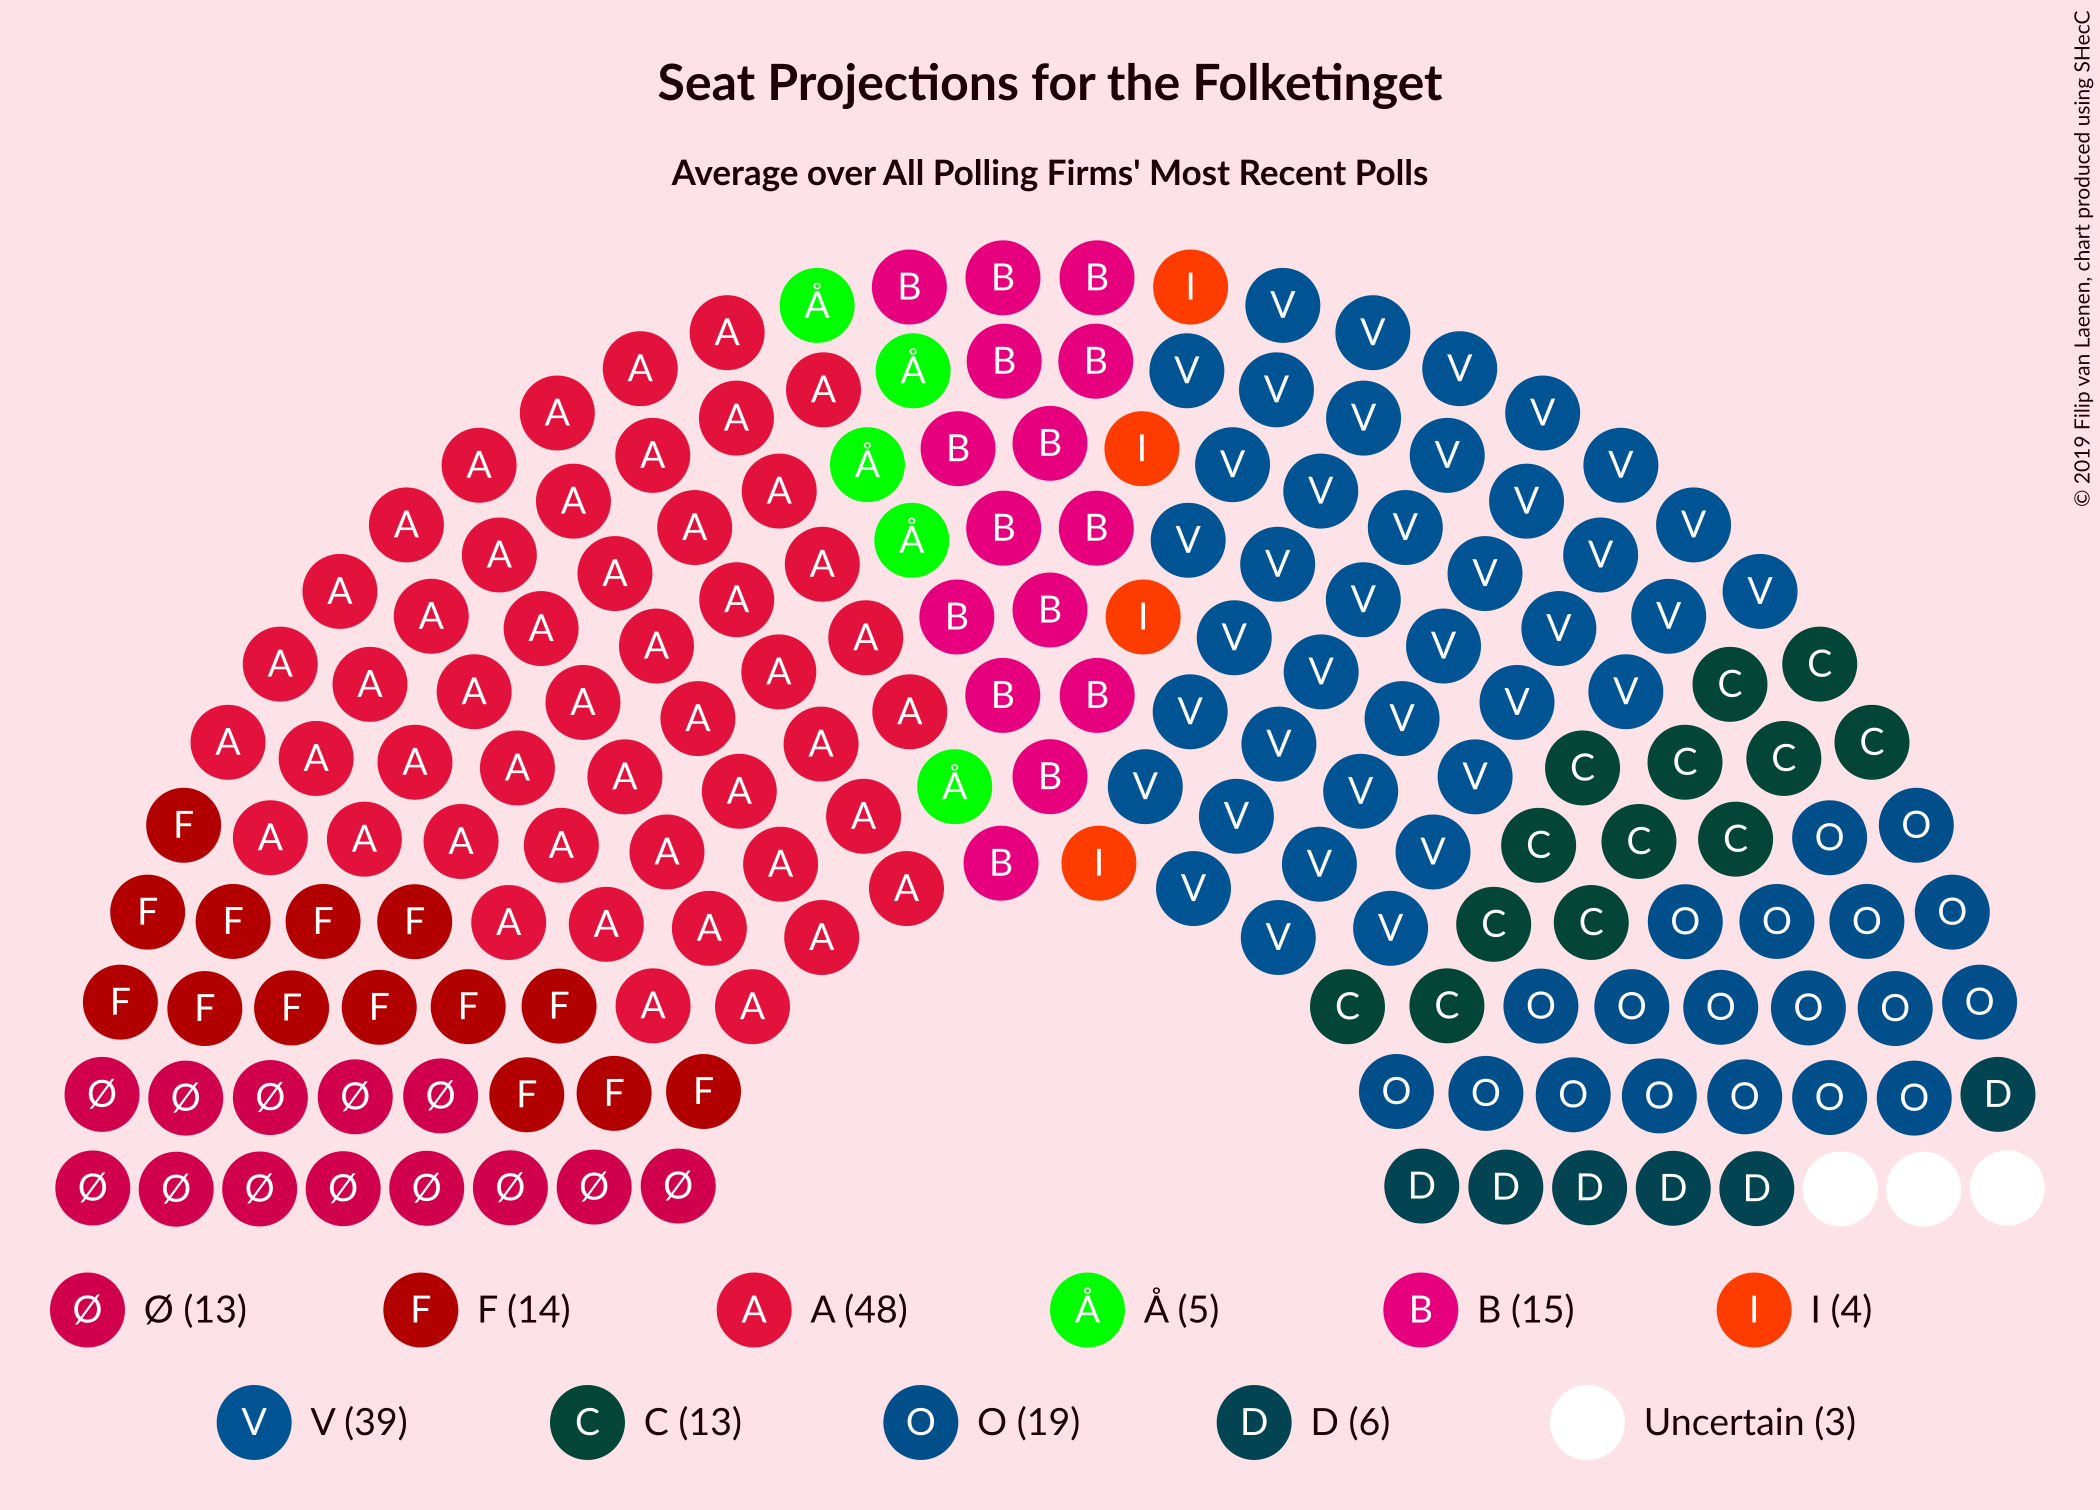 Seat Projections for the Folketinget
Average over All Polling Firms' Most Recent Polls
© 2019 Filip van Laenen, chart produced using SHecC
Å B B B I V
A Å B B V V V
A A B B I V V V
A A Å B B V V V V
A A A Å B B I V V V V
A A A A B B V V V V V
A A A A A B B I V V V V V
A A A A A A B V V V V V V C C
A A A A A A Å B V V V V V C C C C
F A A A A A A A B I V V V V C C C O O
F F F F A A A A V V C C O O O O
F F F F F F A A C C O O O O O O
Ø Ø Ø Ø Ø F F F O O O O O O O D
Ø Ø Ø Ø Ø Ø Ø Ø D D D D D
Ø Ø (13) F F (14) A A (48) Å Å (5) B B (15) I I (4)
V V (39) C C (13) O O (19) D D (6) Uncertain (3)